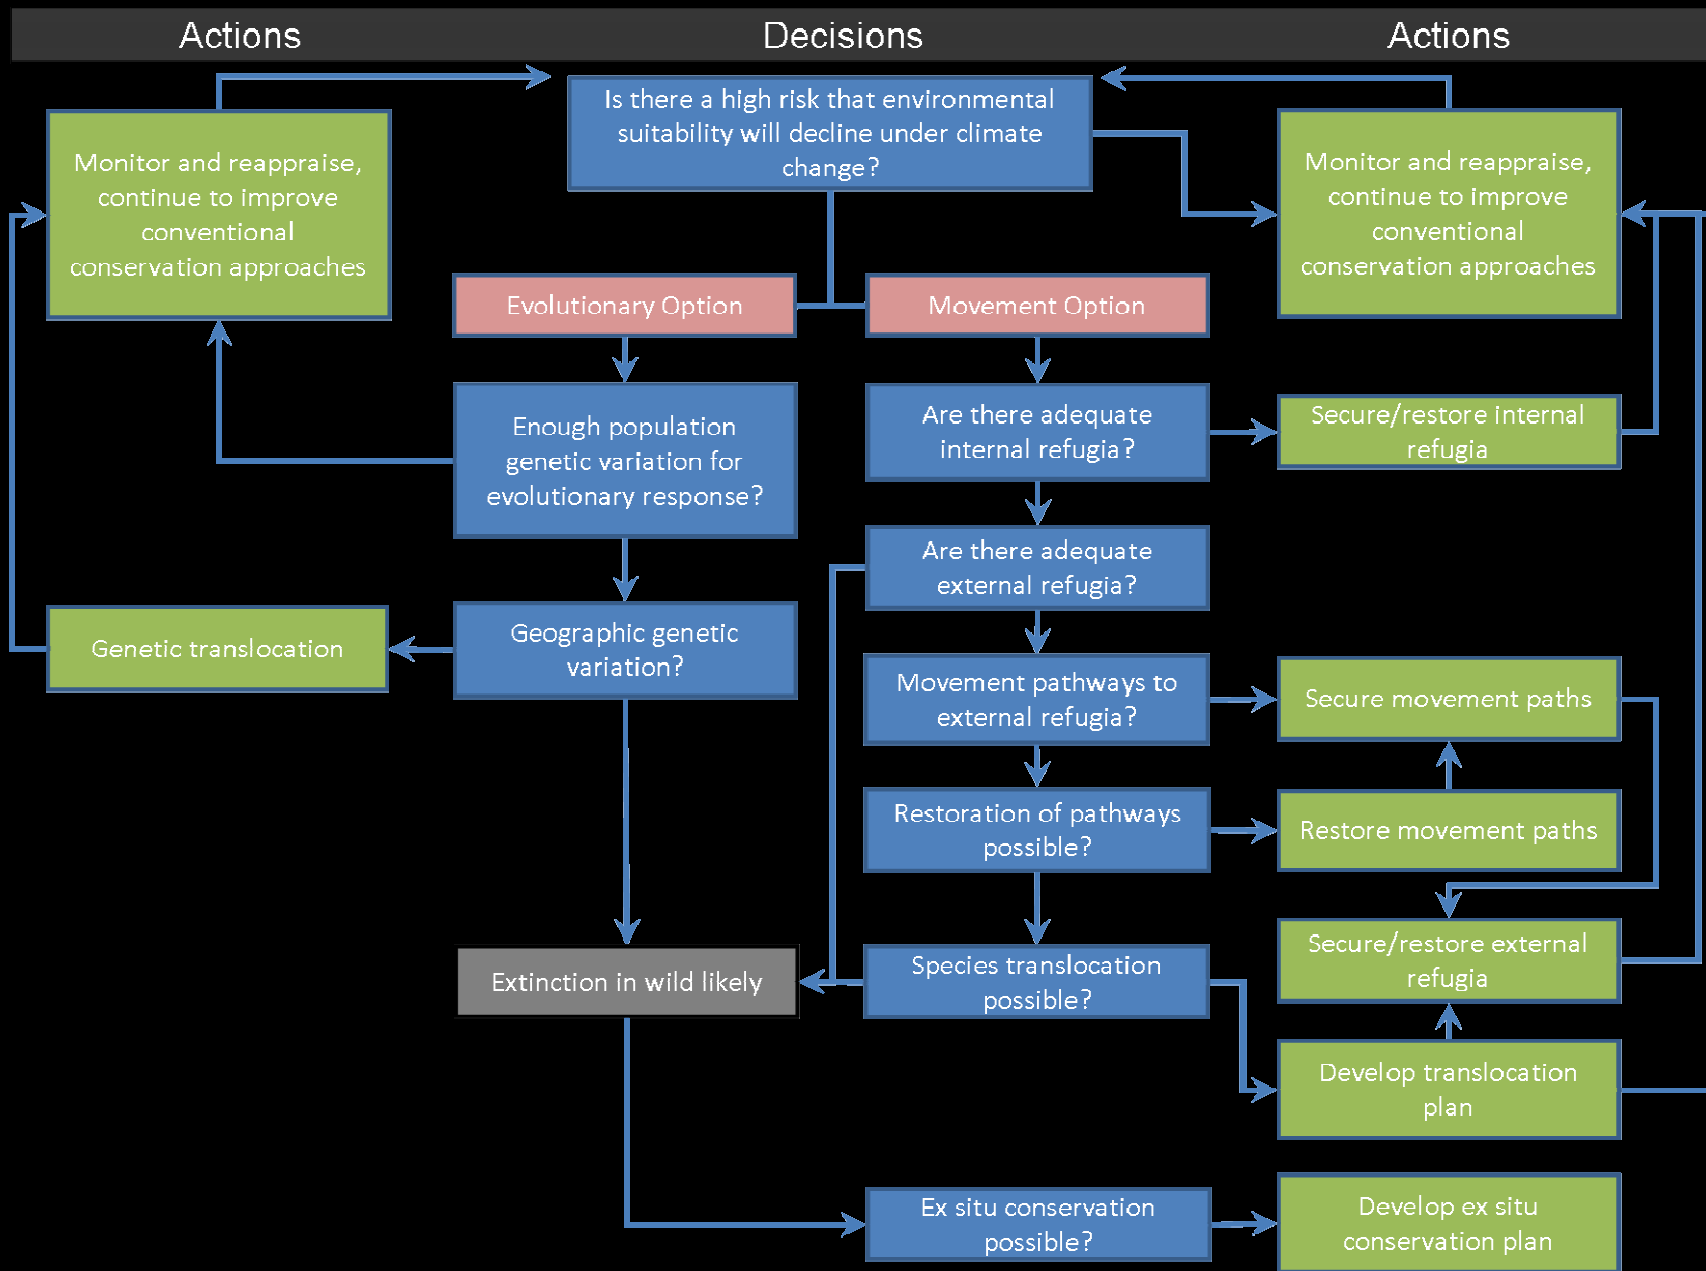 Actions
Decisions
Actions
Is there a high risk that environmental
suitability will decline under climate
change?
Monitor and reappraise,
continue to improve
conventional
conservation approaches
Monitor and reappraise,
continue to improve
conventional
conservation approaches
Evolutionary Option
Movement Option
Enough population
genetic variation for
evolutionary response?
Are there adequate
internal refugia?
Secure/restore internal
refugia
Are there adequate
external refugia?
Genetic translocation
Geographic genetic
variation?
Movement pathways to
external refugia?
Secure movement paths
Restoration of pathways
possible?
Restore movement paths
Extinction in wild likely
Species translocation
possible?
Secure/restore external
refugia
Develop translocation
plan
Ex situ conservation
possible?
Develop ex situ
conservation plan